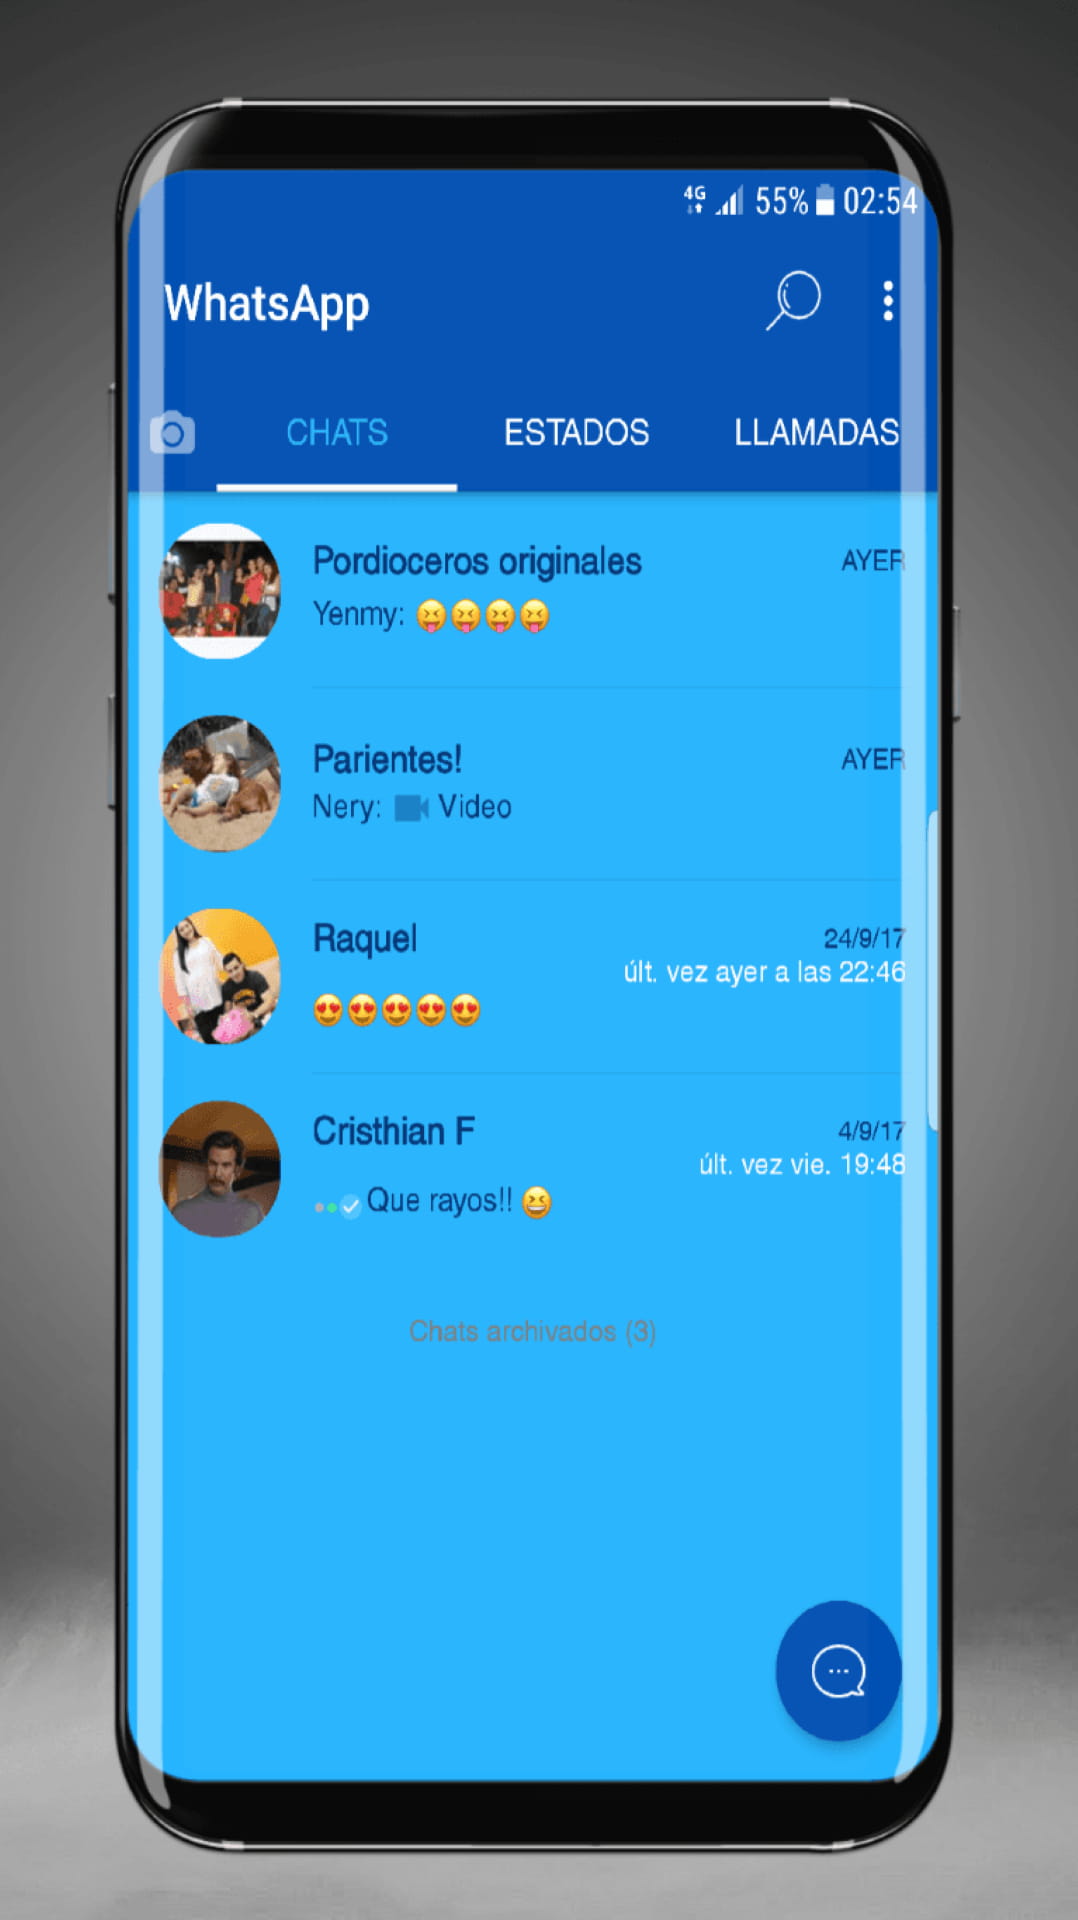 4G 55% 02:54
WhatsApp
CHATS ESTADOS LLAMADAS
Pordioceros originales AYER
Yenmy: 😝😝😝😝
Parientes! AYER
Nery: Video
Raquel 24/9/17
últ. vez ayer a las 22:46
😍😍😍😍😍
Cristhian F 4/9/17
últ. vez vie. 19:48
Que rayos!! 😆
Chats archivados (3)